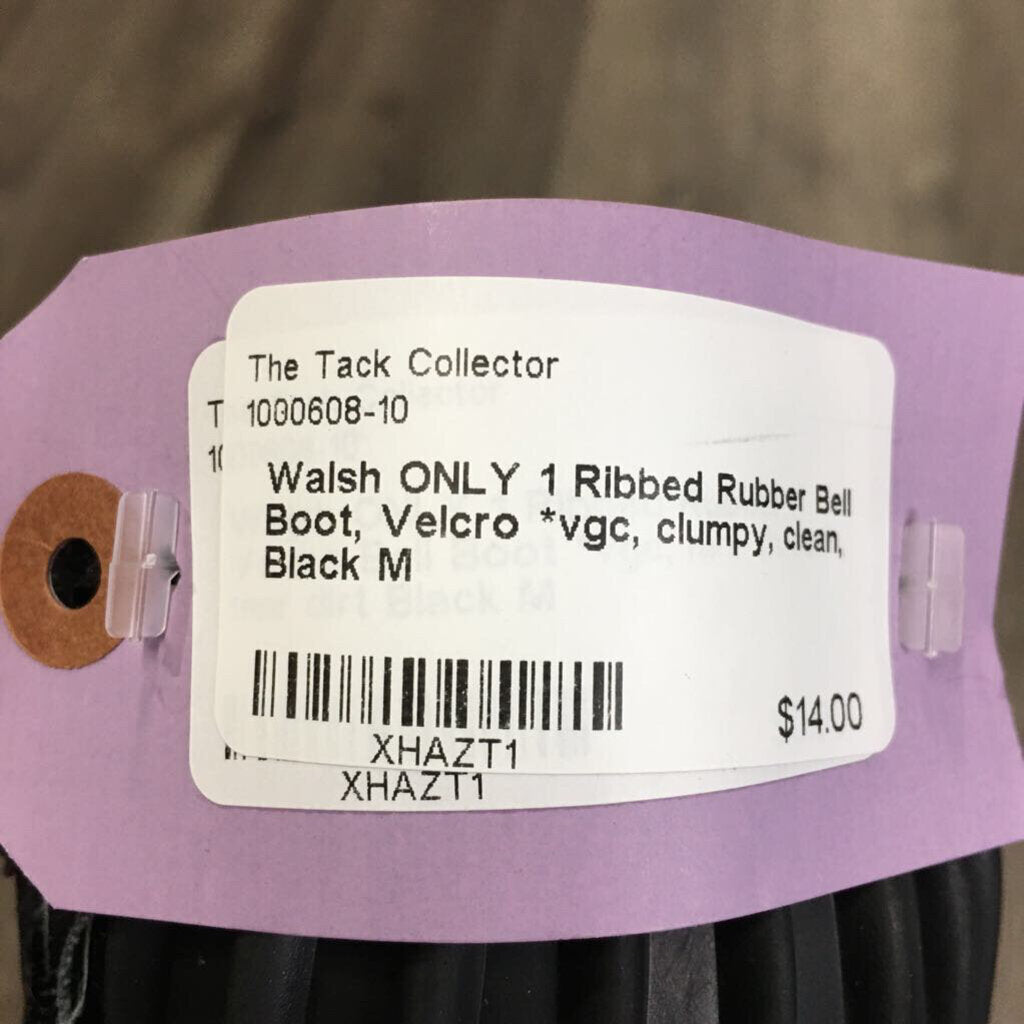 The Tack Collector
1000608-10
Walsh ONLY 1 Ribbed Rubber Bell
Boot, Velcro *vgc, clumpy, clean,
Black M
XHAZT1
$14.00
XHAZT1